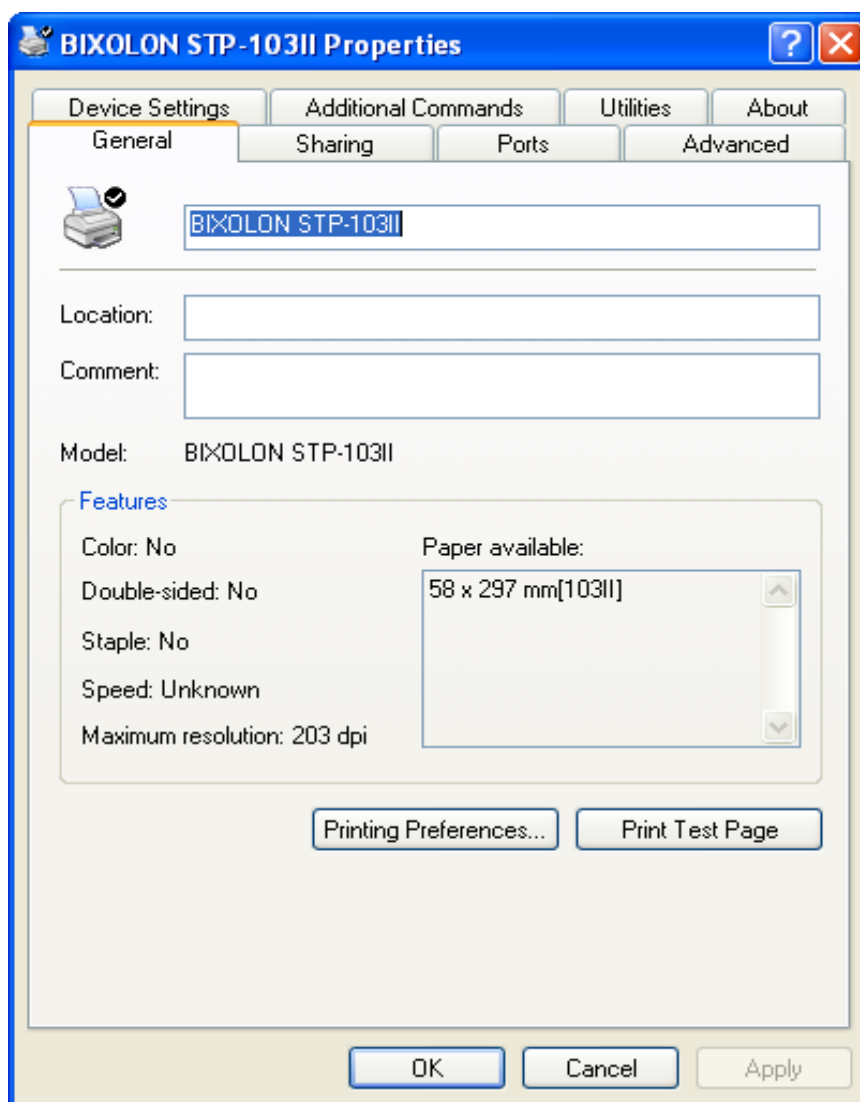 BIXOLON STP-103II Properties
Device Settings Additional Commands Utilities About
General Sharing Ports Advanced
BIXOLON STP-103II
Location:
Comment:
Model: BIXOLON STP-103II
Features
Color: No
Double-sided: No
Staple: No
Speed: Unknown
Maximum resolution: 203 dpi
Paper available:
58 x 297 mm[103II]
Printing Preferences... Print Test Page
OK Cancel Apply